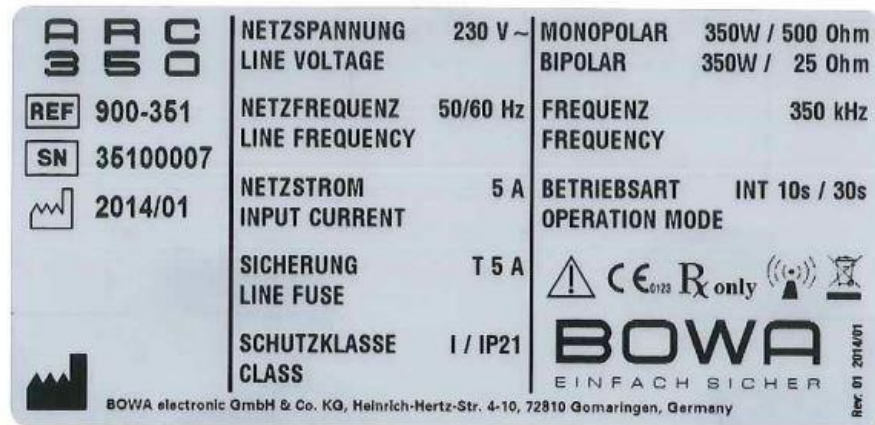 ARC
350
REF 900-351
SN 35100007
2014/01
NETZSPANNUNG 230 V~
LINE VOLTAGE
NETZFREQUENZ 50/60 Hz
LINE FREQUENCY
NETZSTROM 5 A
INPUT CURRENT
SICHERUNG T 5 A
LINE FUSE
SCHUTZKLASSE I / IP21
CLASS
MONOPOLAR 350W / 500 Ohm
BIPOLAR 350W / 25 Ohm
FREQUENZ 350 kHz
FREQUENCY
BETRIEBSART INT 10s / 30s
OPERATION MODE
CE 0123 Rx only
BOWA
EINFACH SICHER
Rev. 01 2014/01
BOWA electronic GmbH & Co. KG, Heinrich-Hertz-Str. 4-10, 72810 Gomaringen, Germany